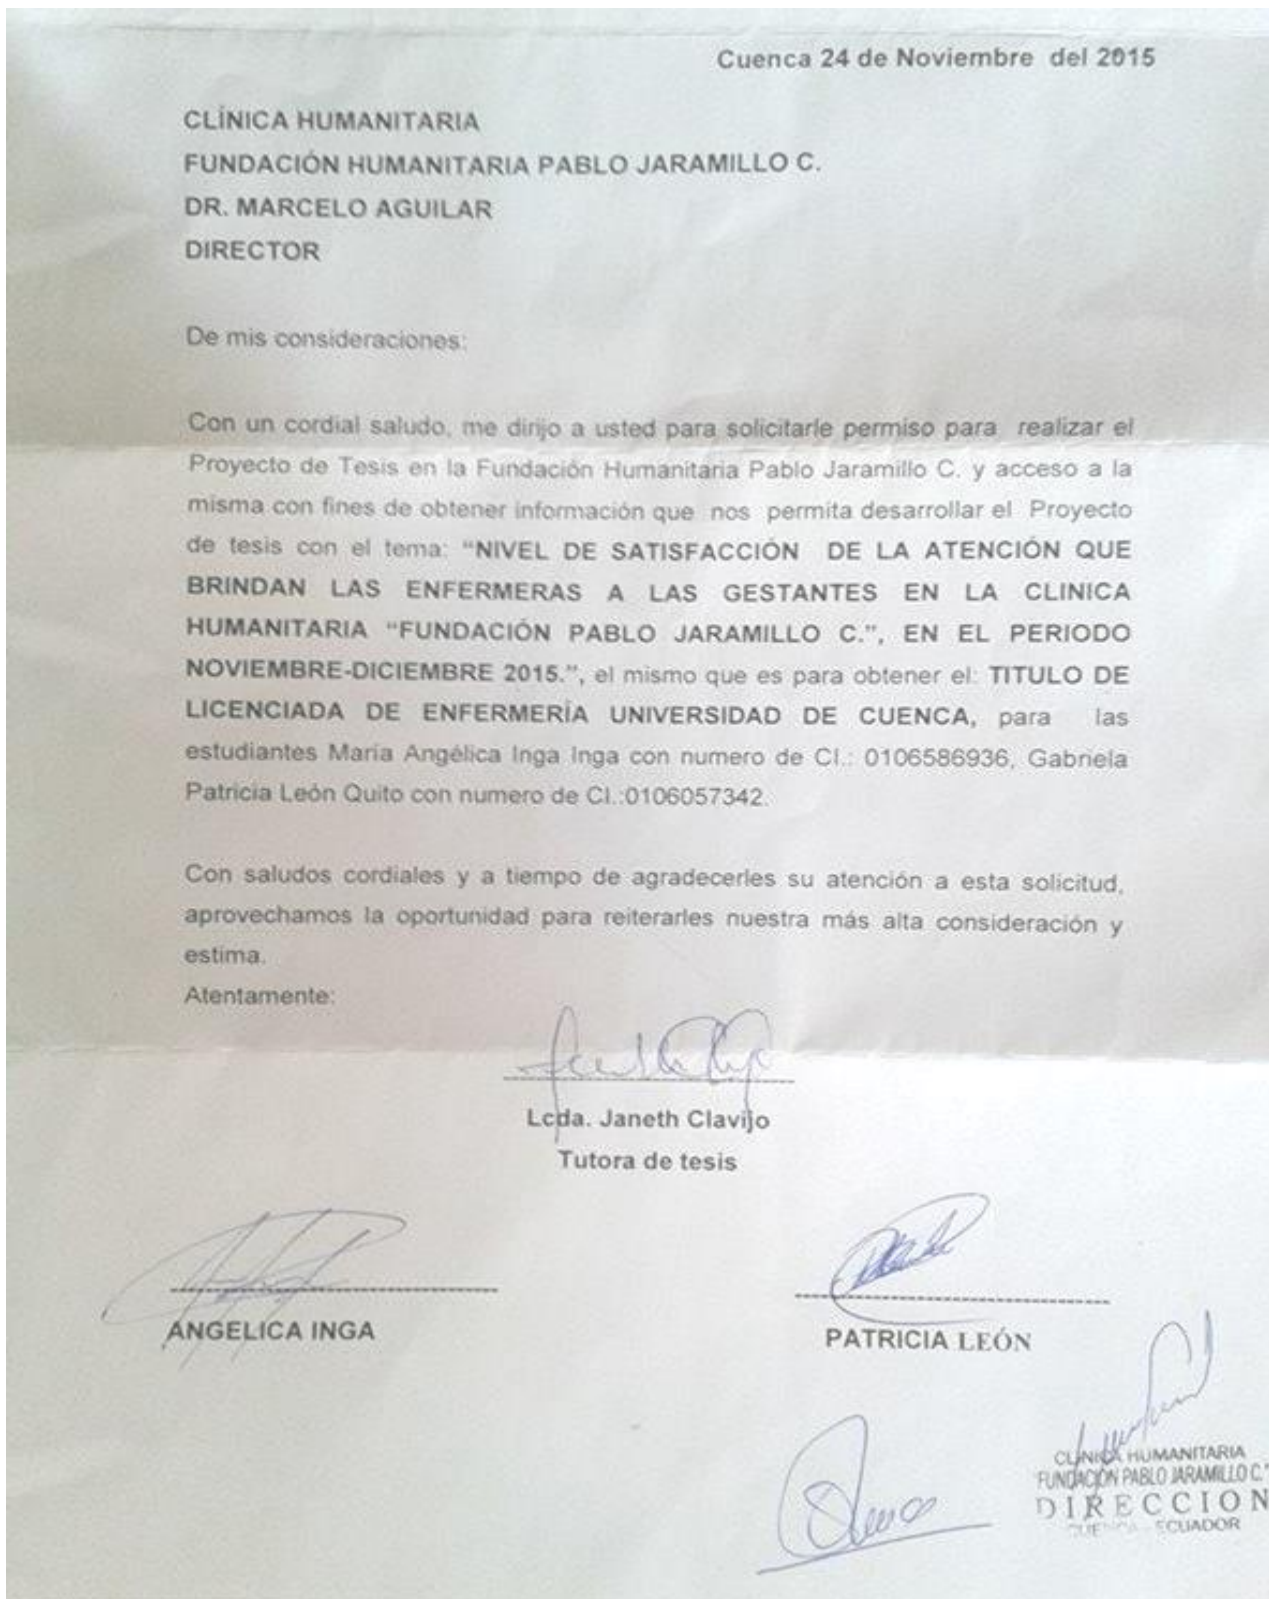 Cuenca 24 de Noviembre del 2015
CLÍNICA HUMANITARIA
FUNDACIÓN HUMANITARIA PABLO JARAMILLO C.
DR. MARCELO AGUILAR
DIRECTOR
De mis consideraciones:
Con un cordial saludo, me dirijo a usted para solicitarle permiso para realizar el
Proyecto de Tesis en la Fundación Humanitaria Pablo Jaramillo C. y acceso a la
misma con fines de obtener información que nos permita desarrollar el Proyecto
de tesis con el tema: “NIVEL DE SATISFACCIÓN DE LA ATENCIÓN QUE
BRINDAN LAS ENFERMERAS A LAS GESTANTES EN LA CLINICA
HUMANITARIA “FUNDACIÓN PABLO JARAMILLO C.”, EN EL PERIODO
NOVIEMBRE-DICIEMBRE 2015.”, el mismo que es para obtener el: TITULO DE
LICENCIADA DE ENFERMERÍA UNIVERSIDAD DE CUENCA, para las
estudiantes María Angélica Inga Inga con numero de CI.: 0106586936, Gabriela
Patricia León Quito con numero de CI.:0106057342.
Con saludos cordiales y a tiempo de agradecerles su atención a esta solicitud,
aprovechamos la oportunidad para reiterarles nuestra más alta consideración y
estima.
Atentamente:
Lcda. Janeth Clavijo
Tutora de tesis
ANGELICA INGA
PATRICIA LEÓN
CLINICA HUMANITARIA
"FUNDACIÓN PABLO JARAMILLO C."
DIRECCION
CUENCA - ECUADOR